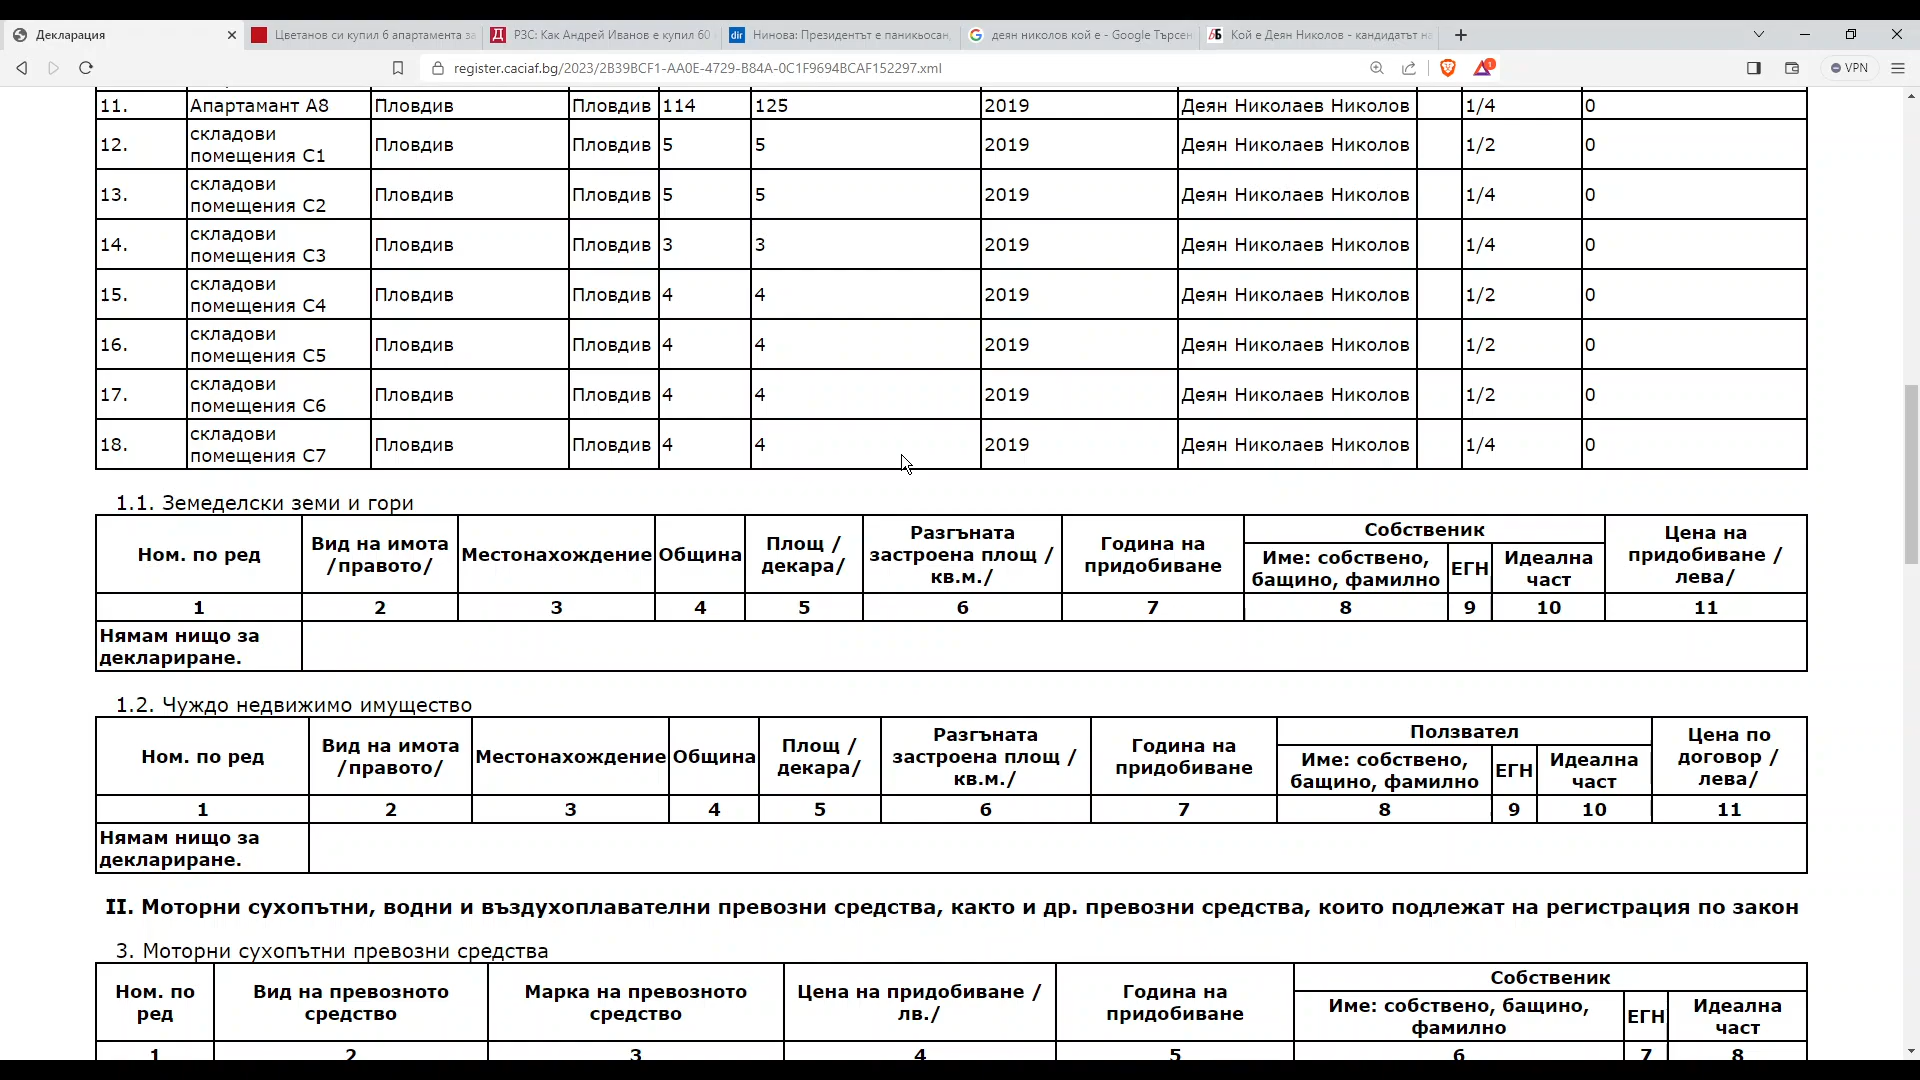 Декларация
Цветанов си купил 6 апартамента за
РЗС: Как Андрей Иванов е купил 60
Нинова: Президентът е паникьосан,
деян николов кой е - Google Търсен
Кой е Деян Николов - кандидатът на
register.caciaf.bg/2023/2B39BCF1-AA0E-4729-B84A-0C1F9694BCAF152297.xml
VPN
11. Апартамант А8 Пловдив Пловдив 114 125 2019 Деян Николаев Николов 1/4 0
12. складови помещения С1 Пловдив Пловдив 5 5 2019 Деян Николаев Николов 1/2 0
13. складови помещения С2 Пловдив Пловдив 5 5 2019 Деян Николаев Николов 1/4 0
14. складови помещения С3 Пловдив Пловдив 3 3 2019 Деян Николаев Николов 1/4 0
15. складови помещения С4 Пловдив Пловдив 4 4 2019 Деян Николаев Николов 1/2 0
16. складови помещения С5 Пловдив Пловдив 4 4 2019 Деян Николаев Николов 1/2 0
17. складови помещения С6 Пловдив Пловдив 4 4 2019 Деян Николаев Николов 1/2 0
18. складови помещения С7 Пловдив Пловдив 4 4 2019 Деян Николаев Николов 1/4 0
1.1. Земеделски земи и гори
Ном. по ред
Вид на имота /правото/
Местонахождение
Община
Площ / декара/
Разгъната застроена площ / кв.м./
Година на придобиване
Собственик
Име: собствено, бащино, фамилно
ЕГН
Идеална част
Цена на придобиване / лева/
1 2 3 4 5 6 7 8 9 10 11
Нямам нищо за деклариране.
1.2. Чуждо недвижимо имущество
Ном. по ред
Вид на имота /правото/
Местонахождение
Община
Площ / декара/
Разгъната застроена площ / кв.м./
Година на придобиване
Ползвател
Име: собствено, бащино, фамилно
ЕГН
Идеална част
Цена по договор / лева/
1 2 3 4 5 6 7 8 9 10 11
Нямам нищо за деклариране.
II. Моторни сухопътни, водни и въздухоплавателни превозни средства, както и др. превозни средства, които подлежат на регистрация по закон
3. Моторни сухопътни превозни средства
Ном. по ред
Вид на превозното средство
Марка на превозното средство
Цена на придобиване / лв./
Година на придобиване
Собственик
Име: собствено, бащино, фамилно
ЕГН
Идеална част
1 2 3 4 5 6 7 8